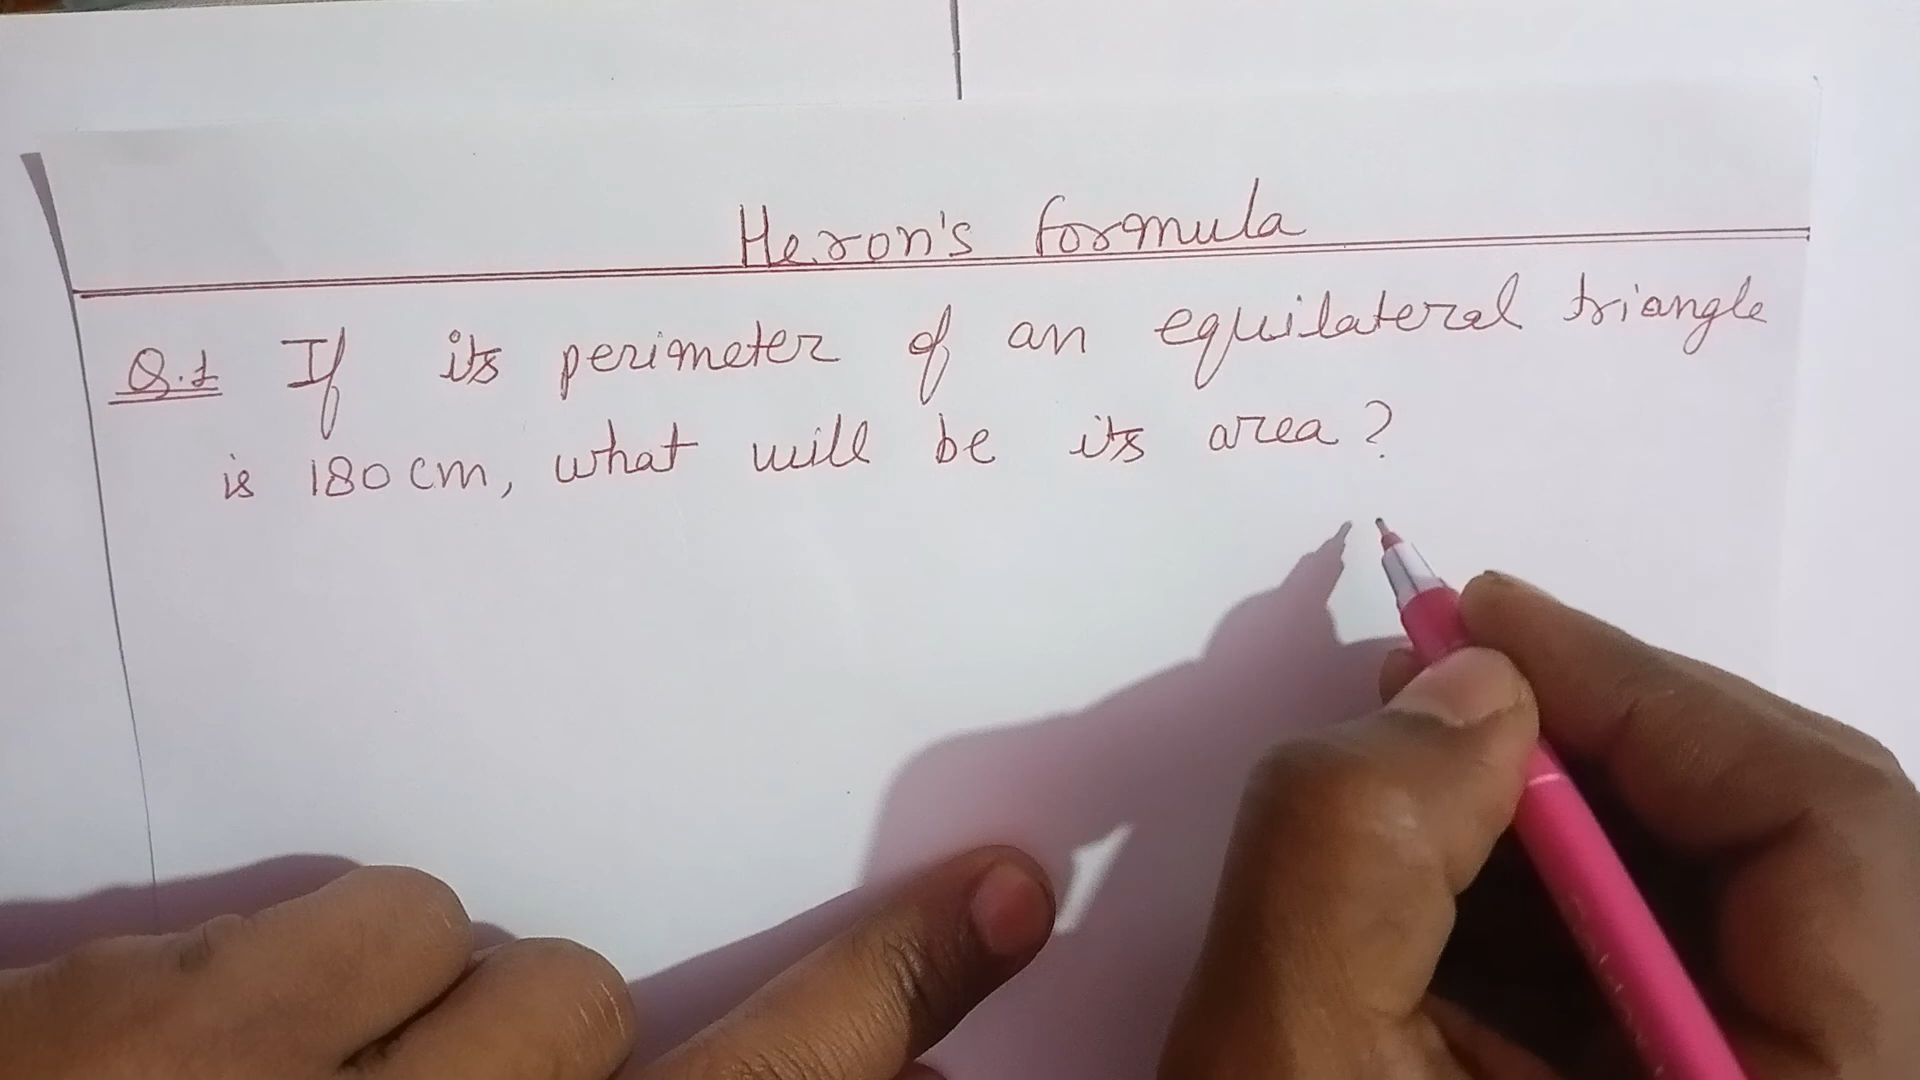 Heron's formula
Q.1 If its perimeter of an equilateral triangle
is 180 cm, what will be its area?